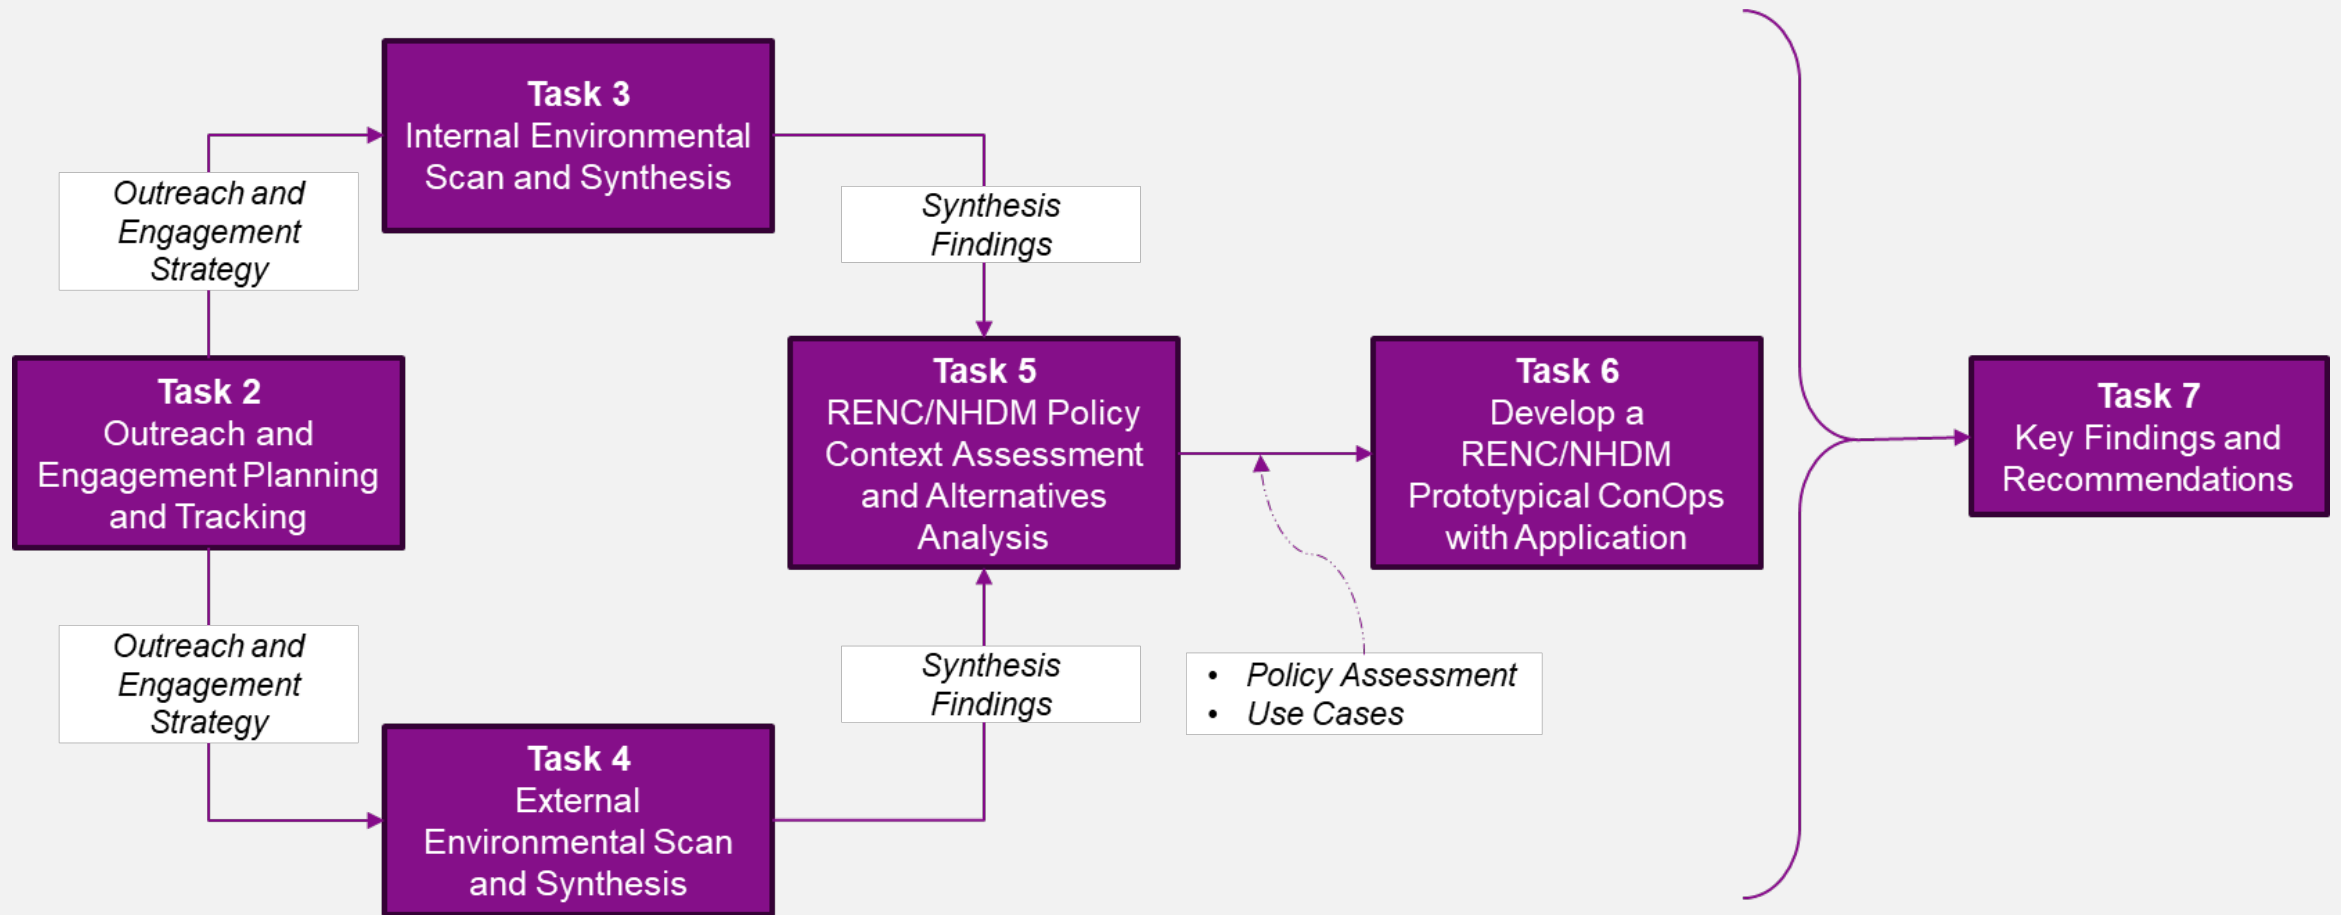 Task 3
Internal Environmental
Scan and Synthesis
Outreach and
Engagement
Strategy
Synthesis
Findings
Task 2
Outreach and
Engagement Planning
and Tracking
Task 5
RENC/NHDM Policy
Context Assessment
and Alternatives
Analysis
Task 6
Develop a
RENC/NHDM
Prototypical ConOps
with Application
Task 7
Key Findings and
Recommendations
Outreach and
Engagement
Strategy
Synthesis
Findings
• Policy Assessment
• Use Cases
Task 4
External
Environmental Scan
and Synthesis